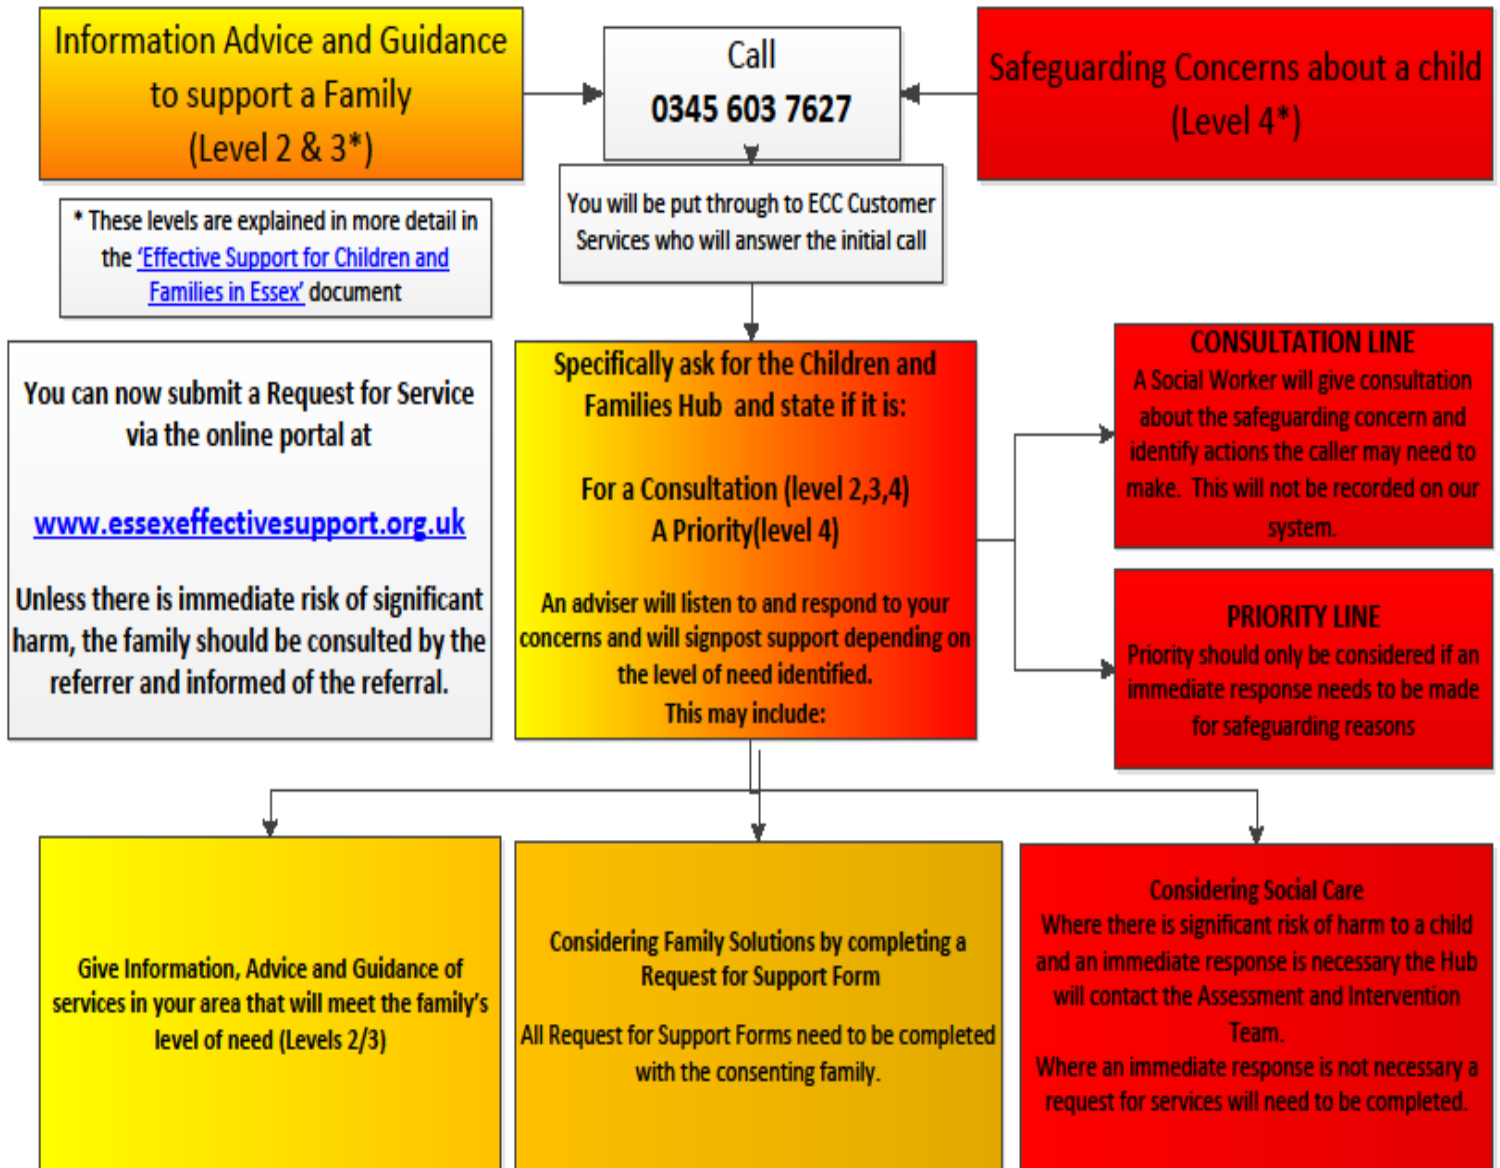 Information Advice and Guidance
to support a Family
(Level 2 & 3*)
Call
0345 603 7627
Safeguarding Concerns about a child
(Level 4*)
* These levels are explained in more detail in
the 'Effective Support for Children and
Families in Essex' document
You will be put through to ECC Customer
Services who will answer the initial call
You can now submit a Request for Service
via the online portal at
www.essexeffectivesupport.org.uk
Unless there is immediate risk of significant
harm, the family should be consulted by the
referrer and informed of the referral.
Specifically ask for the Children and
Families Hub and state if it is:
For a Consultation (level 2,3,4)
A Priority(level 4)
An adviser will listen to and respond to your
concerns and will signpost support depending on
the level of need identified.
This may include:
CONSULTATION LINE
A Social Worker will give consultation
about the safeguarding concern and
identify actions the caller may need to
make. This will not be recorded on our
system.
PRIORITY LINE
Priority should only be considered if an
immediate response needs to be made
for safeguarding reasons
Give Information, Advice and Guidance of
services in your area that will meet the family's
level of need (Levels 2/3)
Considering Family Solutions by completing a
Request for Support Form
All Request for Support Forms need to be completed
with the consenting family.
Considering Social Care
Where there is significant risk of harm to a child
and an immediate response is necessary the Hub
will contact the Assessment and Intervention
Team.
Where an immediate response is not necessary a
request for services will need to be completed.